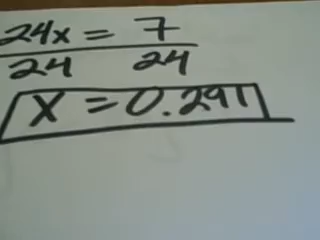 24x = 7
24 24
x = 0.291